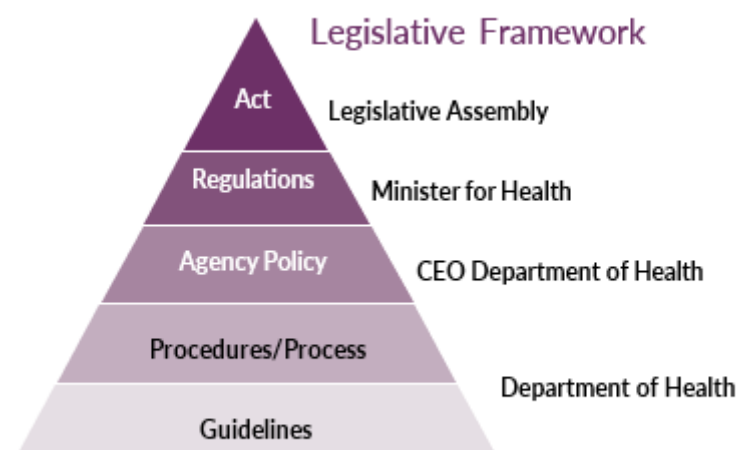 Legislative Framework
Act
Legislative Assembly
Regulations
Minister for Health
Agency Policy
CEO Department of Health
Procedures/Process
Department of Health
Guidelines